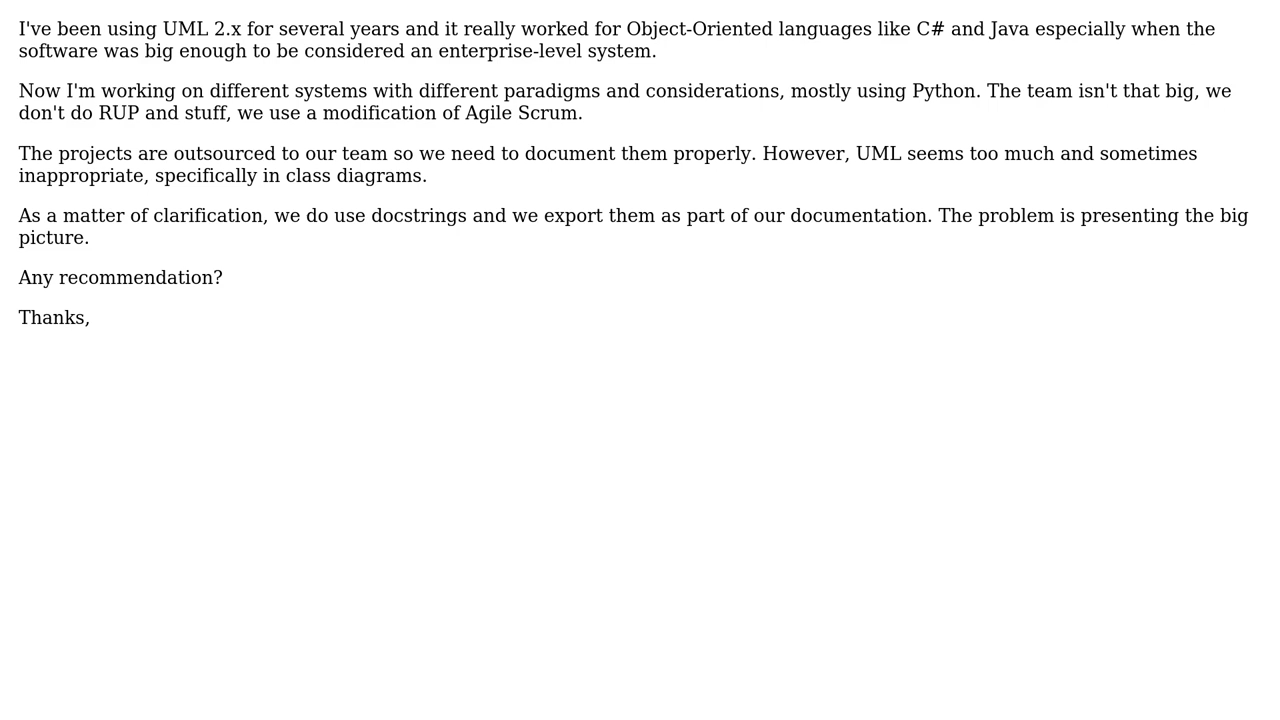 I've been using UML 2.x for several years and it really worked for Object-Oriented languages like C# and Java especially when the
software was big enough to be considered an enterprise-level system.
Now I'm working on different systems with different paradigms and considerations, mostly using Python. The team isn't that big, we
don't do RUP and stuff, we use a modification of Agile Scrum.
The projects are outsourced to our team so we need to document them properly. However, UML seems too much and sometimes
inappropriate, specifically in class diagrams.
As a matter of clarification, we do use docstrings and we export them as part of our documentation. The problem is presenting the big
picture.
Any recommendation?
Thanks,